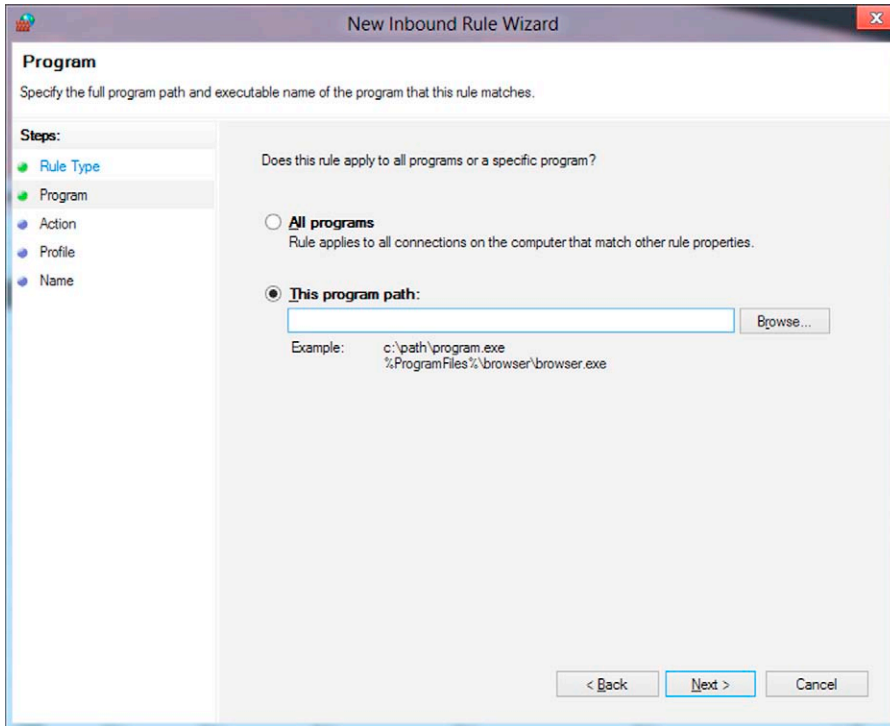 New Inbound Rule Wizard
Program
Specify the full program path and executable name of the program that this rule matches.
Steps:
Rule Type
Program
Action
Profile
Name
Does this rule apply to all programs or a specific program?
All programs
Rule applies to all connections on the computer that match other rule properties.
This program path:
Browse...
Example: c:\path\program.exe
%ProgramFiles%\browser\browser.exe
< Back Next > Cancel